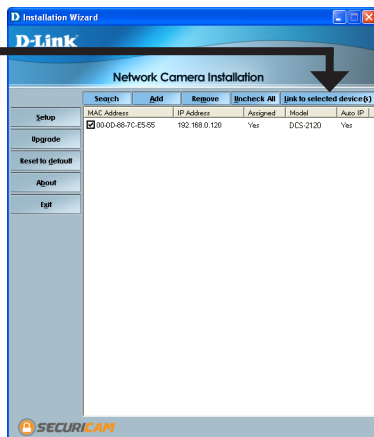 D Installation Wizard
D-Link
Network Camera Installation
Search Add Remove Uncheck All Link to selected device(s)
MAC Address IP Address Assigned Model Auto IP
00-0D-88-7C-E5-55 192.168.0.120 Yes DCS-2120 Yes
Setup
Upgrade
Reset to default
About
Exit
SECURICAM